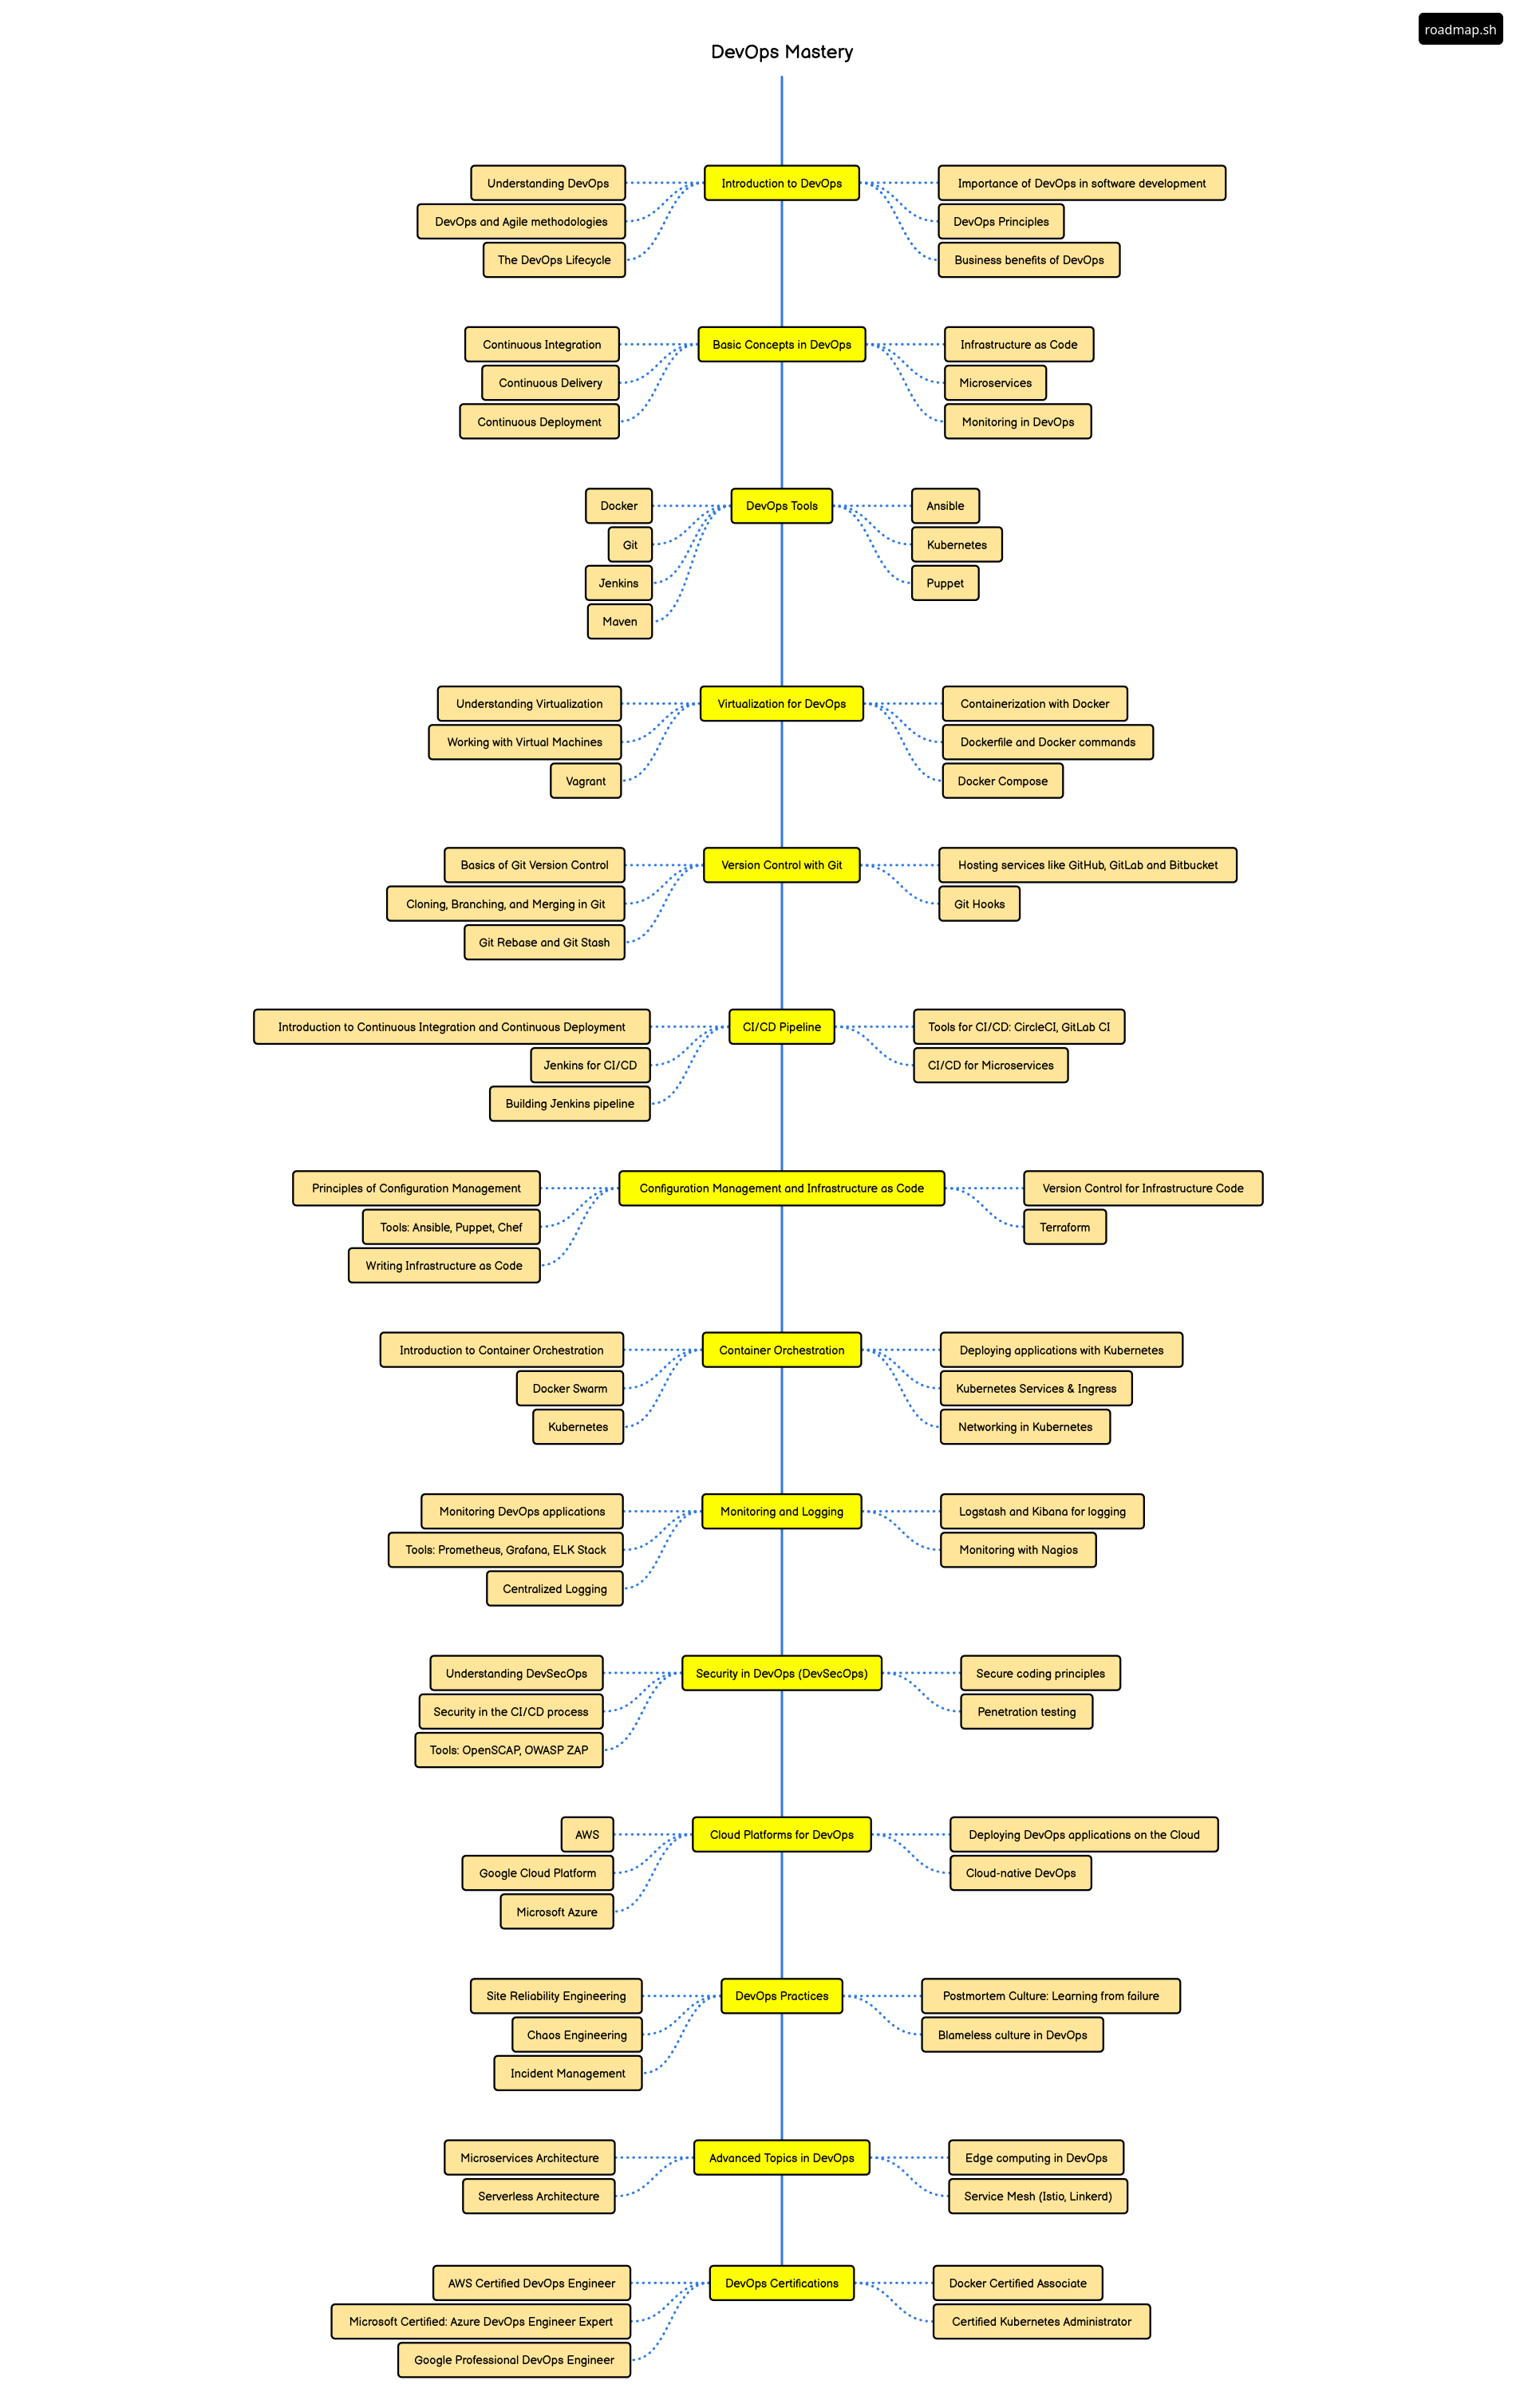 roadmap.sh
DevOps Mastery
Understanding DevOps
Introduction to DevOps
Importance of DevOps in software development
DevOps and Agile methodologies
DevOps Principles
The DevOps Lifecycle
Business benefits of DevOps
Continuous Integration
Basic Concepts in DevOps
Infrastructure as Code
Continuous Delivery
Microservices
Continuous Deployment
Monitoring in DevOps
Docker
DevOps Tools
Ansible
Git
Kubernetes
Jenkins
Puppet
Maven
Understanding Virtualization
Virtualization for DevOps
Containerization with Docker
Working with Virtual Machines
Dockerfile and Docker commands
Vagrant
Docker Compose
Basics of Git Version Control
Version Control with Git
Hosting services like GitHub, GitLab and Bitbucket
Cloning, Branching, and Merging in Git
Git Hooks
Git Rebase and Git Stash
Introduction to Continuous Integration and Continuous Deployment
CI/CD Pipeline
Tools for CI/CD: CircleCI, GitLab CI
Jenkins for CI/CD
CI/CD for Microservices
Building Jenkins pipeline
Principles of Configuration Management
Configuration Management and Infrastructure as Code
Version Control for Infrastructure Code
Tools: Ansible, Puppet, Chef
Terraform
Writing Infrastructure as Code
Introduction to Container Orchestration
Container Orchestration
Deploying applications with Kubernetes
Docker Swarm
Kubernetes Services & Ingress
Kubernetes
Networking in Kubernetes
Monitoring DevOps applications
Monitoring and Logging
Logstash and Kibana for logging
Tools: Prometheus, Grafana, ELK Stack
Monitoring with Nagios
Centralized Logging
Understanding DevSecOps
Security in DevOps (DevSecOps)
Secure coding principles
Security in the CI/CD process
Penetration testing
Tools: OpenSCAP, OWASP ZAP
AWS
Cloud Platforms for DevOps
Deploying DevOps applications on the Cloud
Google Cloud Platform
Cloud-native DevOps
Microsoft Azure
Site Reliability Engineering
DevOps Practices
Postmortem Culture: Learning from failure
Chaos Engineering
Blameless culture in DevOps
Incident Management
Microservices Architecture
Advanced Topics in DevOps
Edge computing in DevOps
Serverless Architecture
Service Mesh (Istio, Linkerd)
AWS Certified DevOps Engineer
DevOps Certifications
Docker Certified Associate
Microsoft Certified: Azure DevOps Engineer Expert
Certified Kubernetes Administrator
Google Professional DevOps Engineer